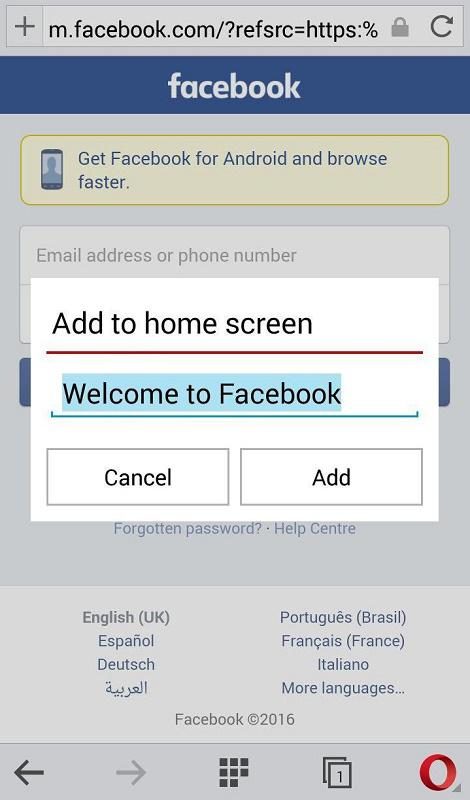 m.facebook.com/?refsrc=https:%
facebook
Get Facebook for Android and browse
faster.
Email address or phone number
Add to home screen
Welcome to Facebook
Cancel
Add
Forgotten password? · Help Centre
English (UK)
Português (Brasil)
Español
Français (France)
Deutsch
Italiano
العربية
More languages...
Facebook ©2016
1